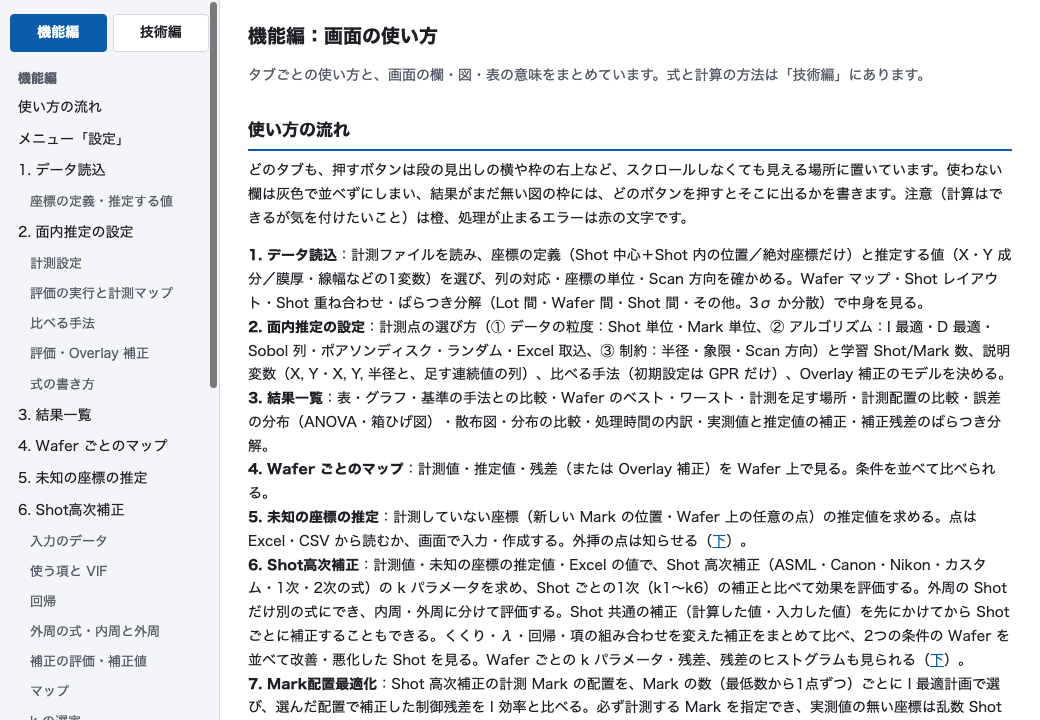 機能編
技術編
機能編
使い方の流れ
メニュー「設定」
1. データ読込
座標の定義・推定する値
2. 面内推定の設定
計測設定
評価の実行と計測マップ
比べる手法
評価・Overlay 補正
式の書き方
3. 結果一覧
4. Wafer ごとのマップ
5. 未知の座標の推定
6. Shot高次補正
入力のデータ
使う項と VIF
回帰
外周の式・内周と外周
補正の評価・補正値
マップ
機能編：画面の使い方
タブごとの使い方と、画面の欄・図・表の意味をまとめています。式と計算の方法は「技術編」にあります。
使い方の流れ
どのタブも、押すボタンは段の見出しの横や枠の右上など、スクロールしなくても見える場所に置いています。使わない
欄は灰色で並べずにしまい、結果がまだ無い図の枠には、どのボタンを押すとそこに出るかを書きます。注意（計算はで
きるが気を付けたいこと）は橙、処理が止まるエラーは赤の文字です。
1. データ読込：計測ファイルを読み、座標の定義（Shot 中心＋Shot 内の位置／絶対座標だけ）と推定する値（X・Y 成
分／膜厚・線幅などの1変数）を選び、列の対応・座標の単位・Scan 方向を確かめる。Wafer マップ・Shot レイアウ
ト・Shot 重ね合わせ・ばらつき分解（Lot 間・Wafer 間・Shot 間・その他。3σ か分散）で中身を見る。
2. 面内推定の設定：計測点の選び方（① データの粒度：Shot 単位・Mark 単位、② アルゴリズム：I 最適・D 最適・
Sobol 列・ポアソンディスク・ランダム・Excel 取込、③ 制約：半径・象限・Scan 方向）と学習 Shot/Mark 数、説明
変数（X, Y・X, Y, 半径と、足す連続値の列）、比べる手法（初期設定は GPR だけ）、Overlay 補正のモデルを決める。
3. 結果一覧：表・グラフ・基準の手法との比較・Wafer のベスト・ワースト・計測を足す場所・計測配置の比較・誤差
の分布（ANOVA・箱ひげ図）・散布図・分布の比較・処理時間の内訳・実測値と推定値の補正・補正残差のばらつき分
解。
4. Wafer ごとのマップ：計測値・推定値・残差（または Overlay 補正）を Wafer 上で見る。条件を並べて比べられ
る。
5. 未知の座標の推定：計測していない座標（新しい Mark の位置・Wafer 上の任意の点）の推定値を求める。点は
Excel・CSV から読むか、画面で入力・作成する。外挿の点は知らせる（下）。
6. Shot高次補正：計測値・未知の座標の推定値・Excel の値で、Shot 高次補正（ASML・Canon・Nikon・カスタ
ム・1次・2次の式）の k パラメータを求め、Shot ごとの1次（k1〜k6）の補正と比べて効果を評価する。外周の Shot
だけ別の式にでき、内周・外周に分けて評価する。Shot 共通の補正（計算した値・入力した値）を先にかけてから Shot
ごとに補正することもできる。くくり・λ・回帰・項の組み合わせを変えた補正をまとめて比べ、2つの条件の Wafer を
並べて改善・悪化した Shot を見る。Wafer ごとの k パラメータ・残差、残差のヒストグラムも見られる（下）。
7. Mark配置最適化：Shot 高次補正の計測 Mark の配置を、Mark の数（最低数から1点ずつ）ごとに I 最適計画で選
び、選んだ配置で補正した制御残差を I 効率と比べる。必ず計測する Mark を指定でき、実測値の無い座標は乱数 Shot